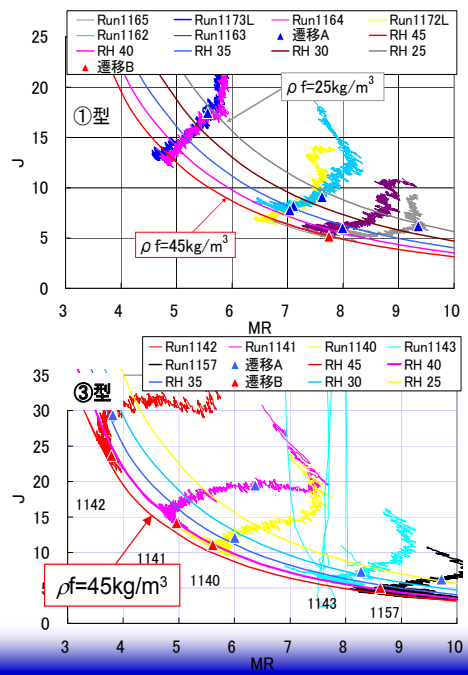 Run1165 Run1173L Run1164 Run1172L
Run1162 Run1163 遷移A RH 45
RH 40 RH 35 RH 30 RH 25
遷移B
25
20
15
10
5
0
J
①型
ρf=25kg/m³
ρf=45kg/m³
3 4 5 6 7 8 9 10
MR
Run1142 Run1141 Run1140 Run1143
Run1157 遷移A RH 45 RH 40
RH 35 遷移B RH 30 RH 25
35
30
25
20
15
10
5
0
J
③型
1142
1141
1140
1143
1157
ρf=45kg/m³
3 4 5 6 7 8 9 10
MR